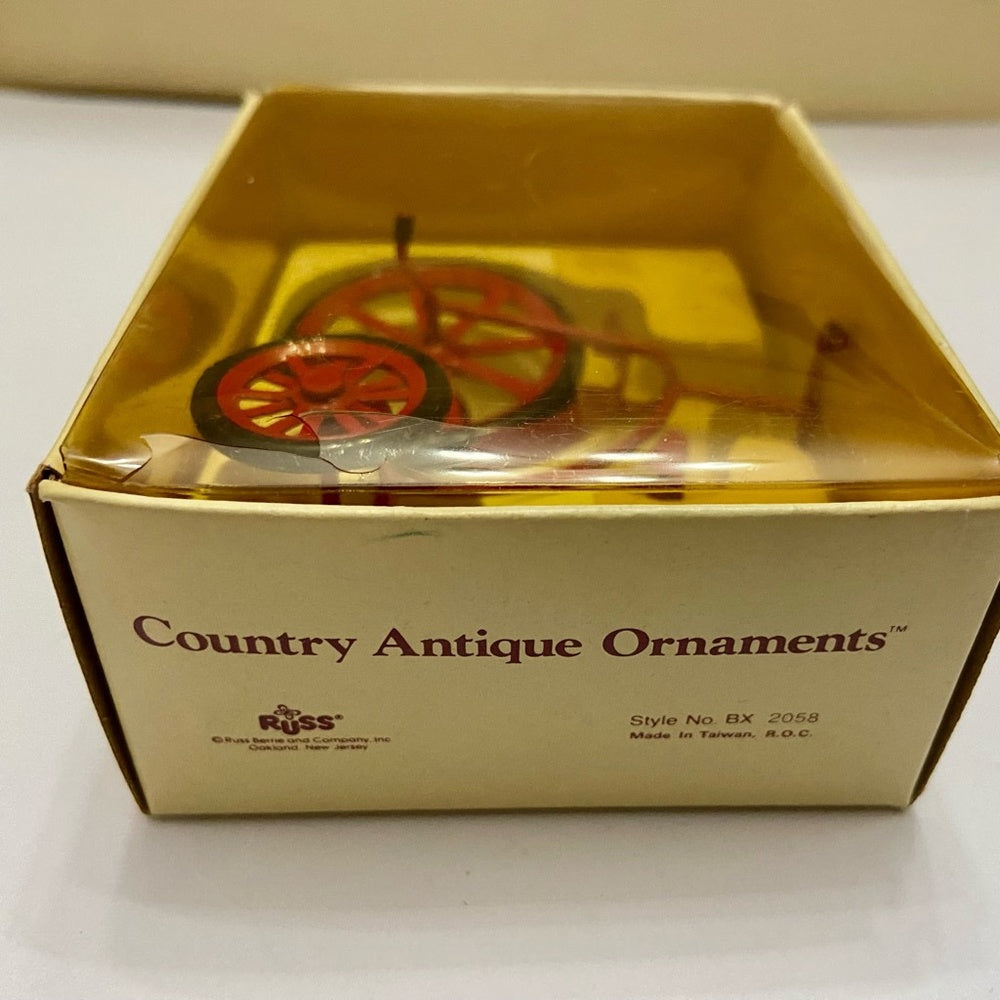 Country Antique Ornaments™
RUSS®
© Russ Berrie and Company, Inc
Oakland, New Jersey
Style No. BX 2058
Made In Taiwan, R.O.C.